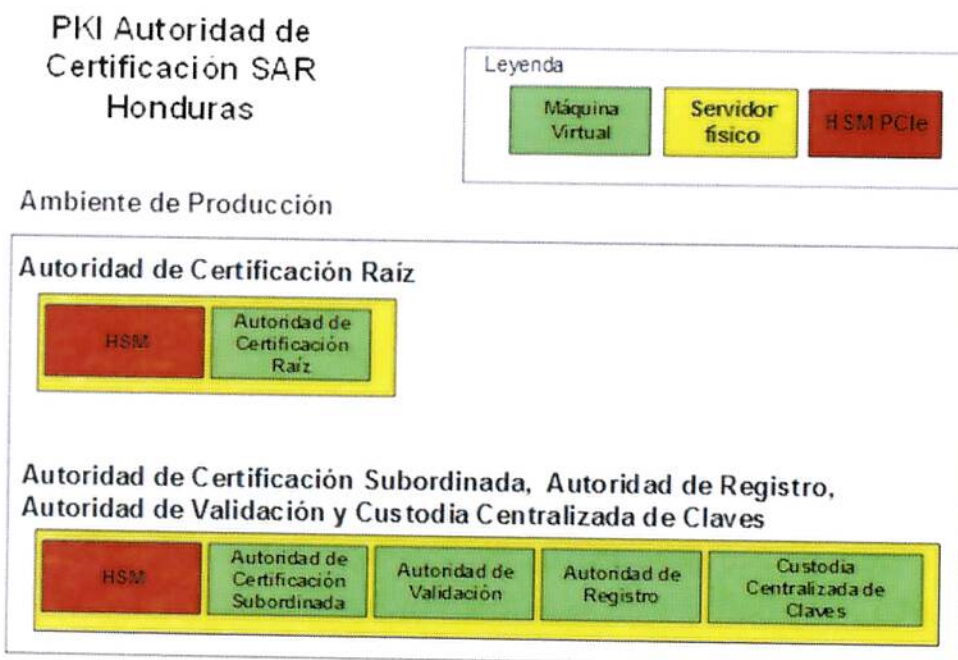 PKI Autoridad de
Certificación SAR
Honduras
Leyenda
Máquina
Virtual
Servidor
físico
HSM PCIe
Ambiente de Producción
Autoridad de Certificación Raíz
HSM
Autoridad de
Certificación
Raíz
Autoridad de Certificación Subordinada, Autoridad de Registro,
Autoridad de Validación y Custodia Centralizada de Claves
HSM
Autoridad de
Certificación
Subordinada
Autoridad de
Validación
Autoridad de
Registro
Custodia
Centralizada de
Claves